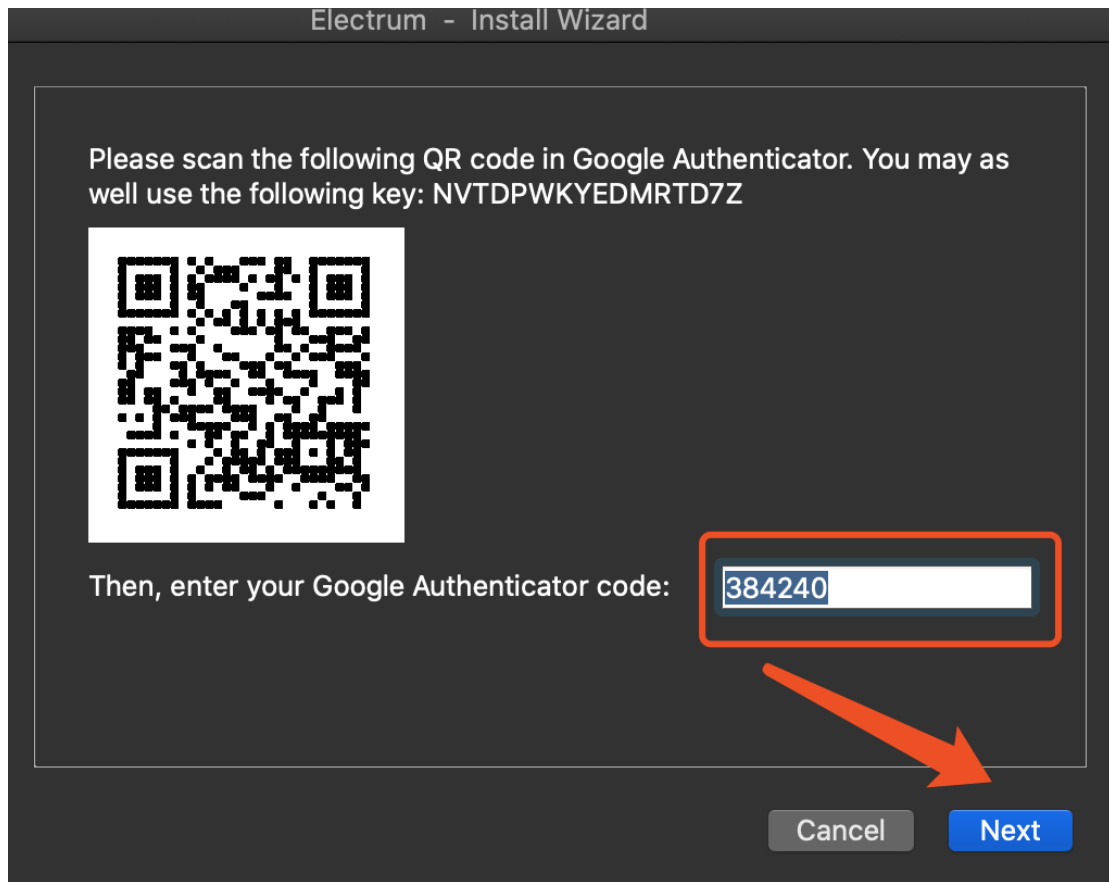 Electrum - Install Wizard
Please scan the following QR code in Google Authenticator. You may as
well use the following key: NVTDPWKYEDMRTD7Z
Then, enter your Google Authenticator code:
384240
Cancel
Next